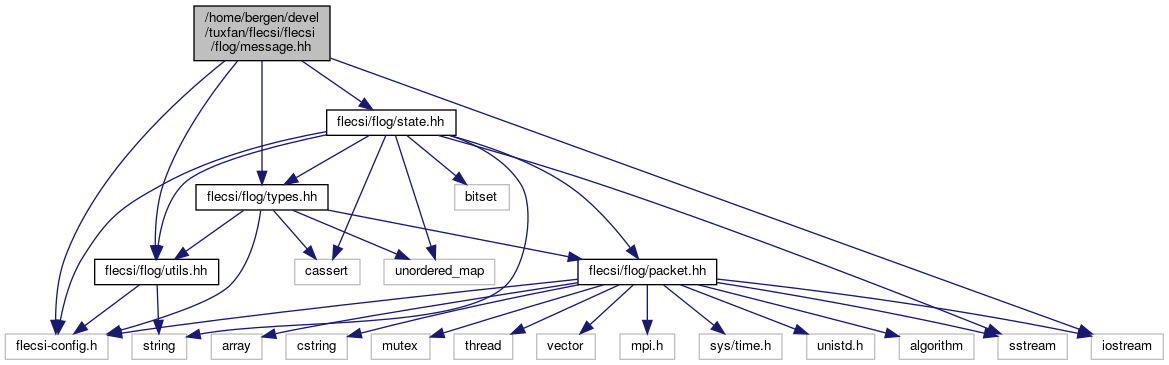 /home/bergen/devel
/tuxfan/flecsi/flecsi
/flog/message.hh
flecsi/flog/state.hh
flecsi/flog/types.hh
bitset
flecsi/flog/utils.hh
cassert
unordered_map
flecsi/flog/packet.hh
flecsi-config.h
string
array
cstring
mutex
thread
vector
mpi.h
sys/time.h
unistd.h
algorithm
sstream
iostream